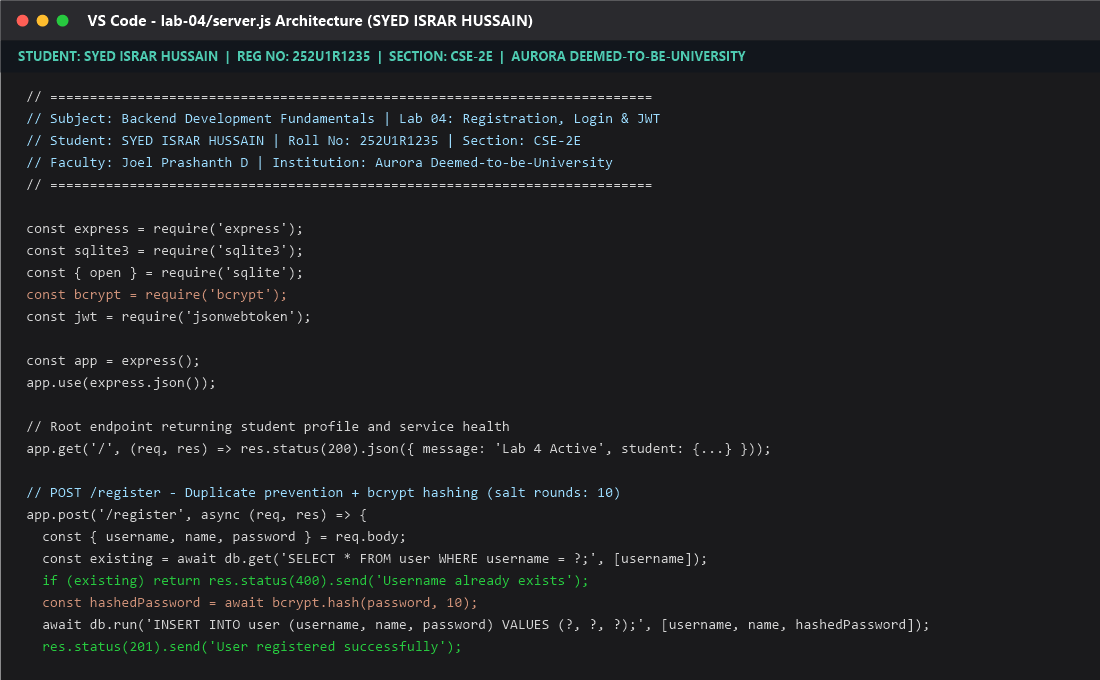 VS Code - lab-04/server.js Architecture (SYED ISRAR HUSSAIN)
STUDENT: SYED ISRAR HUSSAIN | REG NO: 252U1R1235 | SECTION: CSE-2E | AURORA DEEMED-TO-BE-UNIVERSITY
// ============================================================================
// Subject: Backend Development Fundamentals | Lab 04: Registration, Login & JWT
// Student: SYED ISRAR HUSSAIN | Roll No: 252U1R1235 | Section: CSE-2E
// Faculty: Joel Prashanth D | Institution: Aurora Deemed-to-be-University
// ============================================================================
const express = require('express');
const sqlite3 = require('sqlite3');
const { open } = require('sqlite');
const bcrypt = require('bcrypt');
const jwt = require('jsonwebtoken');
const app = express();
app.use(express.json());
// Root endpoint returning student profile and service health
app.get('/', (req, res) => res.status(200).json({ message: 'Lab 4 Active', student: {...} }));
// POST /register - Duplicate prevention + bcrypt hashing (salt rounds: 10)
app.post('/register', async (req, res) => {
  const { username, name, password } = req.body;
  const existing = await db.get('SELECT * FROM user WHERE username = ?;', [username]);
  if (existing) return res.status(400).send('Username already exists');
  const hashedPassword = await bcrypt.hash(password, 10);
  await db.run('INSERT INTO user (username, name, password) VALUES (?, ?, ?);', [username, name, hashedPassword]);
  res.status(201).send('User registered successfully');